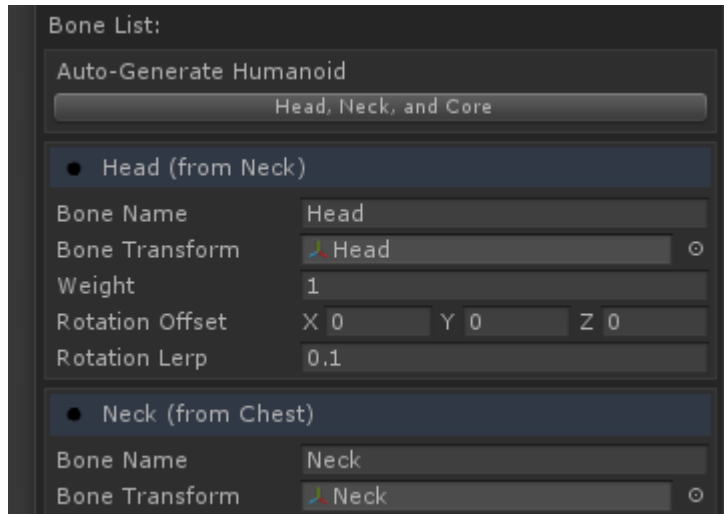 Bone List:
Auto-Generate Humanoid
Head, Neck, and Core
Head (from Neck)
Bone Name Head
Bone Transform Head
Weight 1
Rotation Offset X 0 Y 0 Z 0
Rotation Lerp 0.1
Neck (from Chest)
Bone Name Neck
Bone Transform Neck